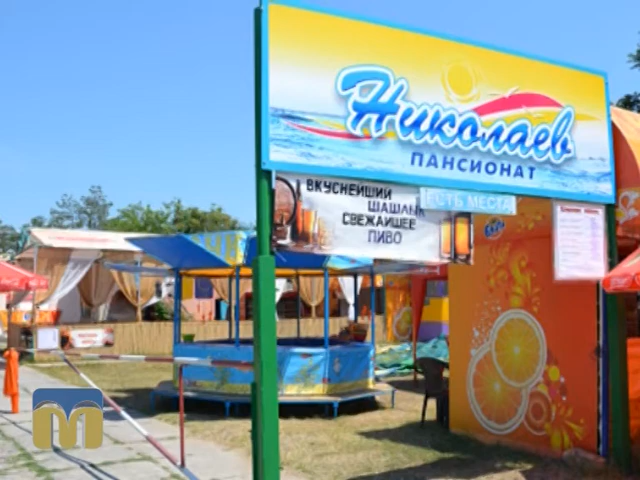 Николаев
ПАНСИОНАТ
ВКУСНЕЙШИЙ
ШАШЛЫК
СВЕЖАЙШЕЕ
ПИВО
ЕСТЬ МЕСТА
M